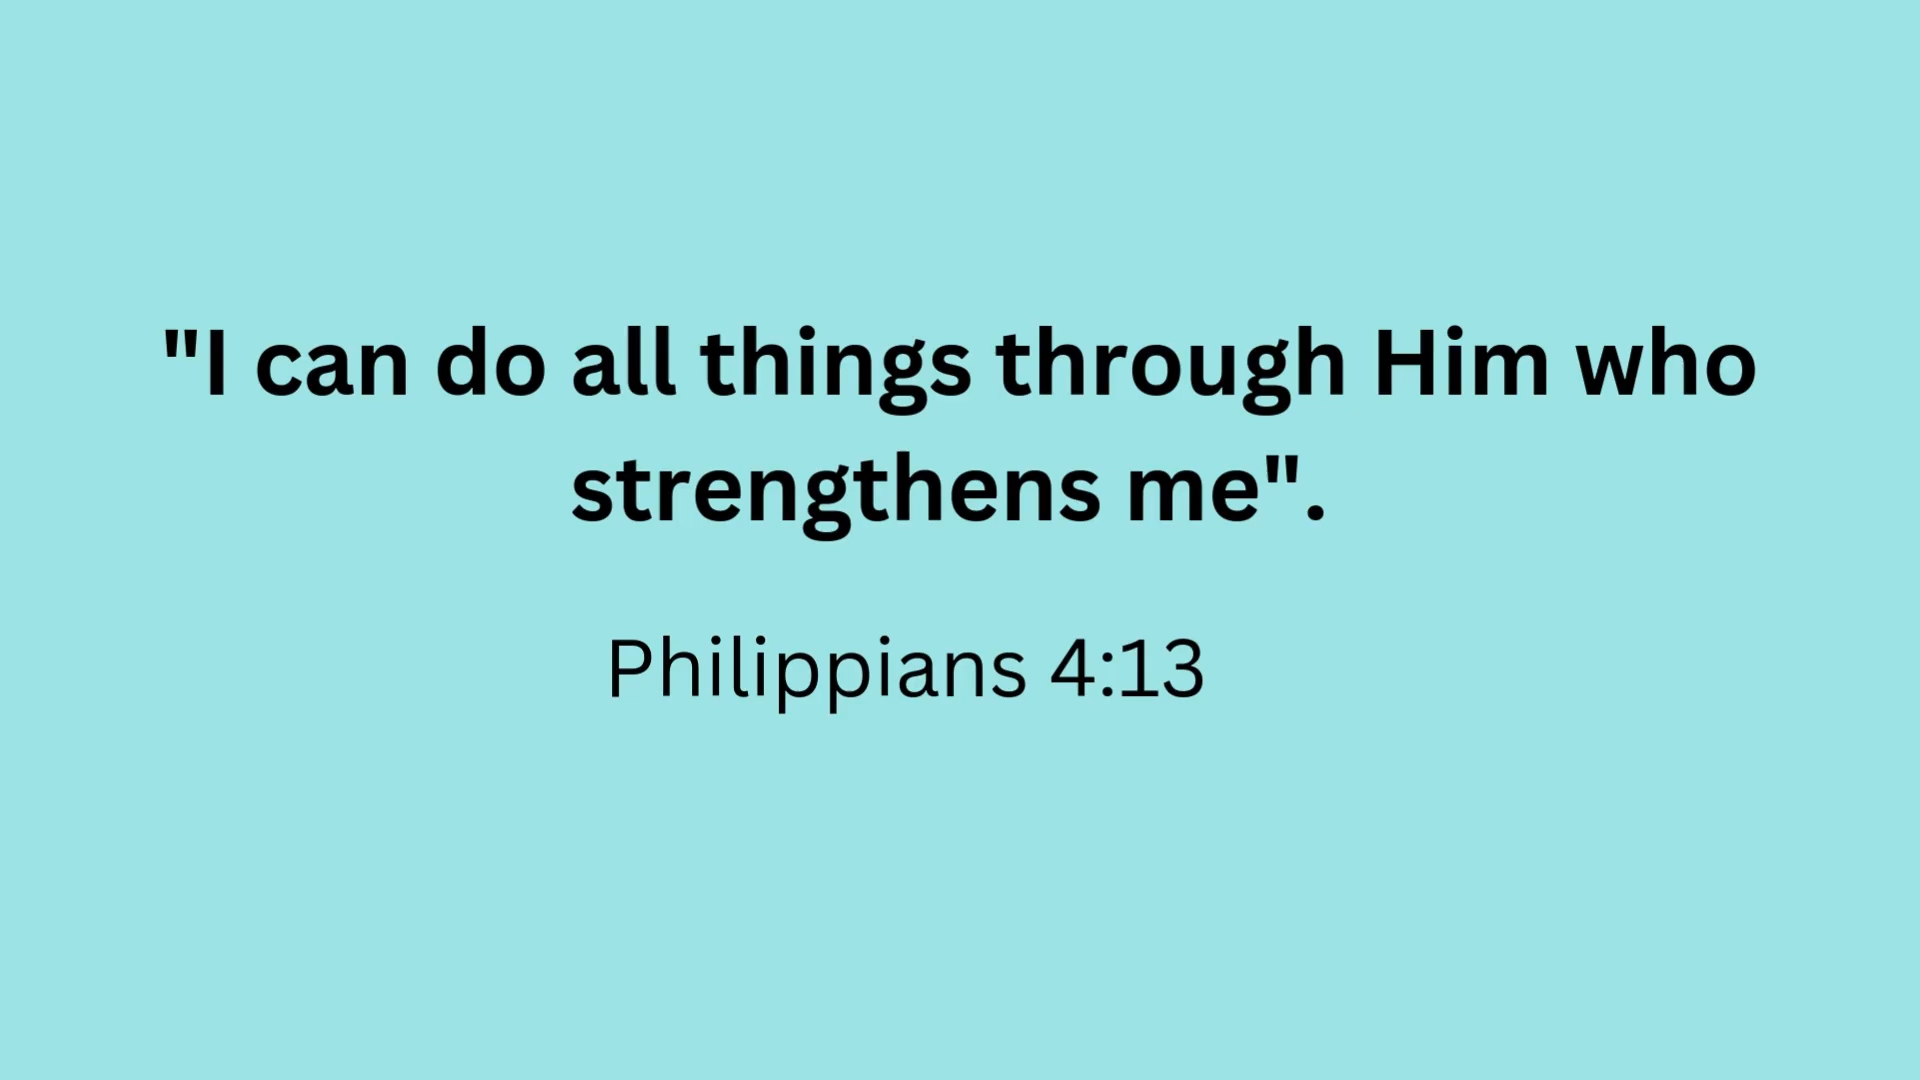 "I can do all things through Him who
strengthens me".
Philippians 4:13